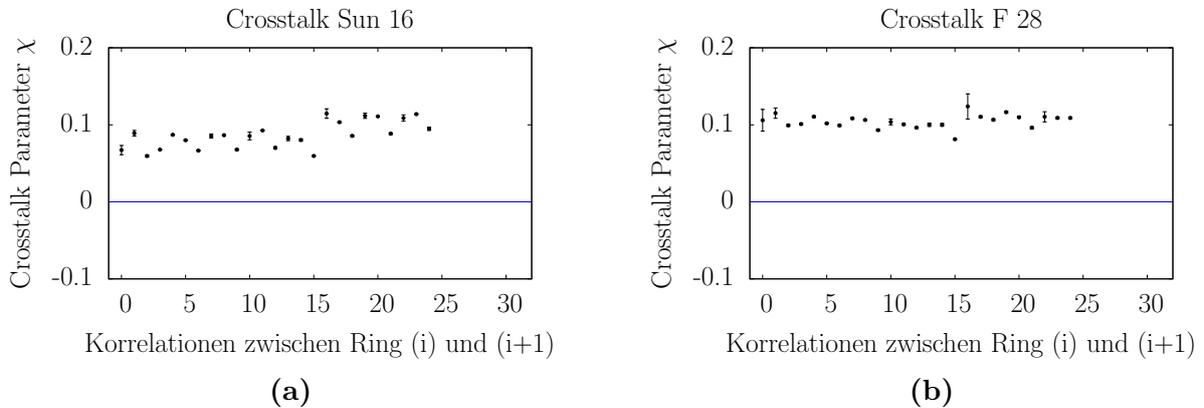 Crosstalk Sun 16
Crosstalk Parameter χ
0.2
0.1
0
-0.1
0 5 10 15 20 25 30
Korrelationen zwischen Ring (i) und (i+1)
(a)
Crosstalk F 28
Crosstalk Parameter χ
0.2
0.1
0
-0.1
0 5 10 15 20 25 30
Korrelationen zwischen Ring (i) und (i+1)
(b)